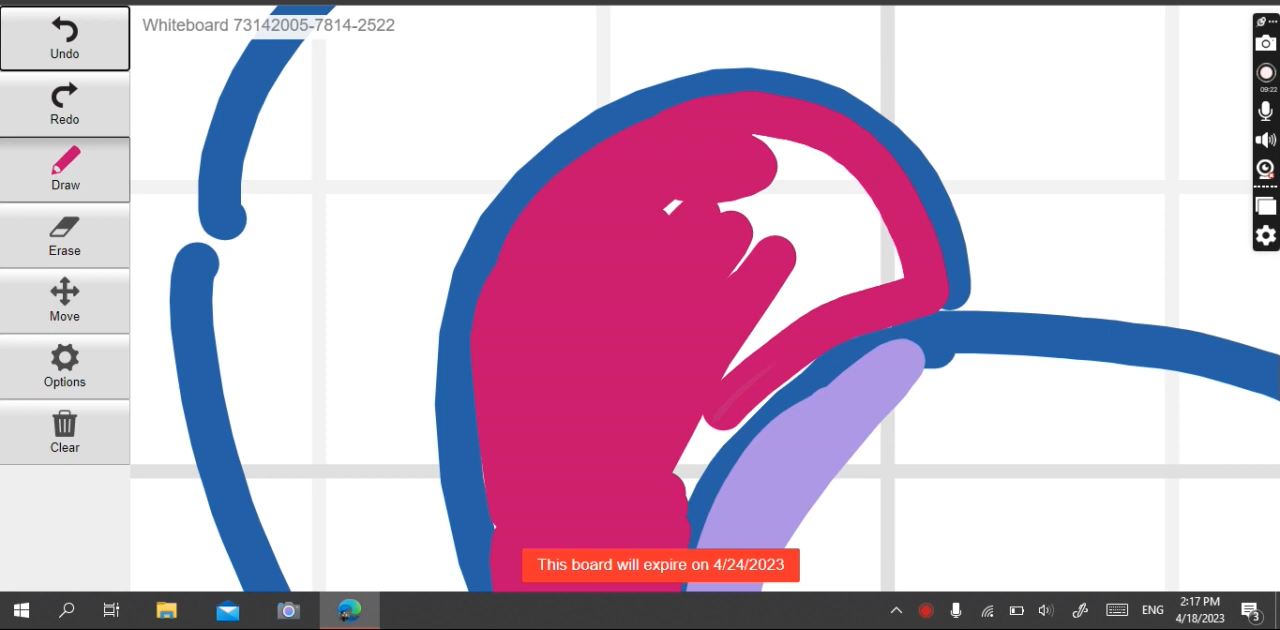 Whiteboard 73142005-7814-2522
Undo
Redo
Draw
Erase
Move
Options
Clear
09:22
This board will expire on 4/24/2023
ENG
2:17 PM
4/18/2023
3